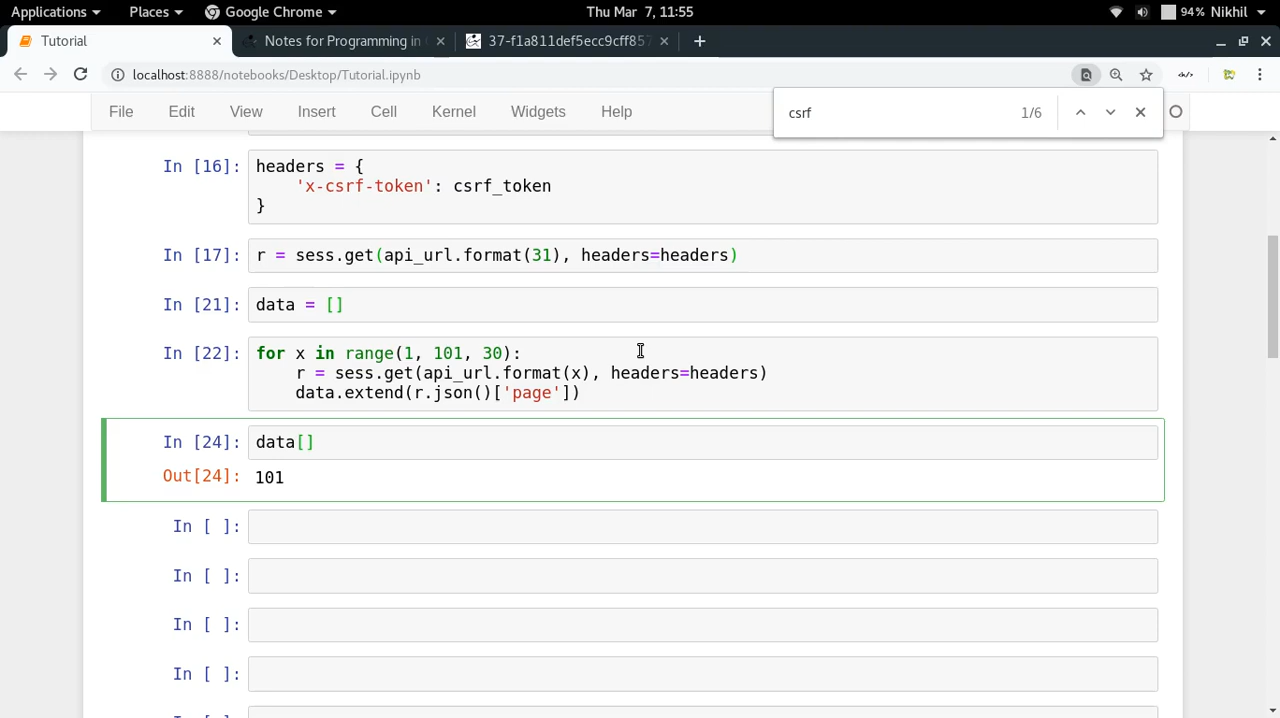 Applications Places Google Chrome Thu Mar 7, 11:55 94% Nikhil
Tutorial Notes for Programming in 37-f1a811def5ecc9cff857
localhost:8888/notebooks/Desktop/Tutorial.ipynb
File Edit View Insert Cell Kernel Widgets Help csrf 1/6
In [16]: headers = {
'x-csrf-token': csrf_token
}
In [17]: r = sess.get(api_url.format(31), headers=headers)
In [21]: data = []
In [22]: for x in range(1, 101, 30):
r = sess.get(api_url.format(x), headers=headers)
data.extend(r.json()['page'])
In [24]: data[]
Out[24]: 101
In [ ]:
In [ ]:
In [ ]:
In [ ]: